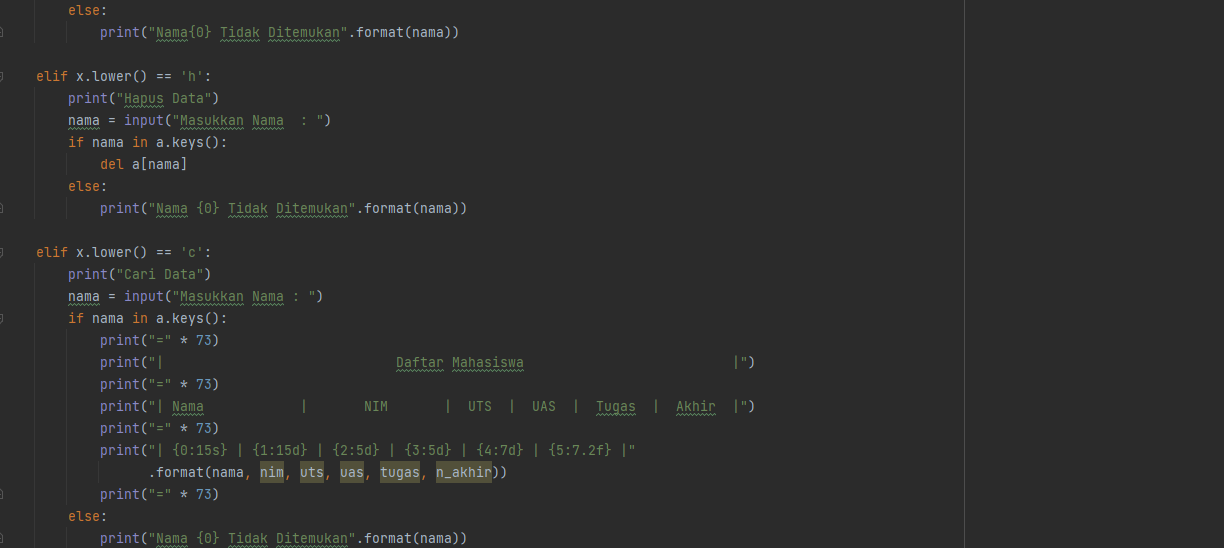 else:
print("Nama{0} Tidak Ditemukan".format(nama))
elif x.lower() == 'h':
print("Hapus Data")
nama = input("Masukkan Nama  : ")
if nama in a.keys():
del a[nama]
else:
print("Nama {0} Tidak Ditemukan".format(nama))
elif x.lower() == 'c':
print("Cari Data")
nama = input("Masukkan Nama : ")
if nama in a.keys():
print("=" * 73)
print("|                             Daftar Mahasiswa                          |")
print("=" * 73)
print("| Nama            |       NIM       |  UTS  |  UAS  |  Tugas  |  Akhir  |")
print("=" * 73)
print("| {0:15s} | {1:15d} | {2:5d} | {3:5d} | {4:7d} | {5:7.2f} |"
.format(nama, nim, uts, uas, tugas, n_akhir))
print("=" * 73)
else:
print("Nama {0} Tidak Ditemukan".format(nama))